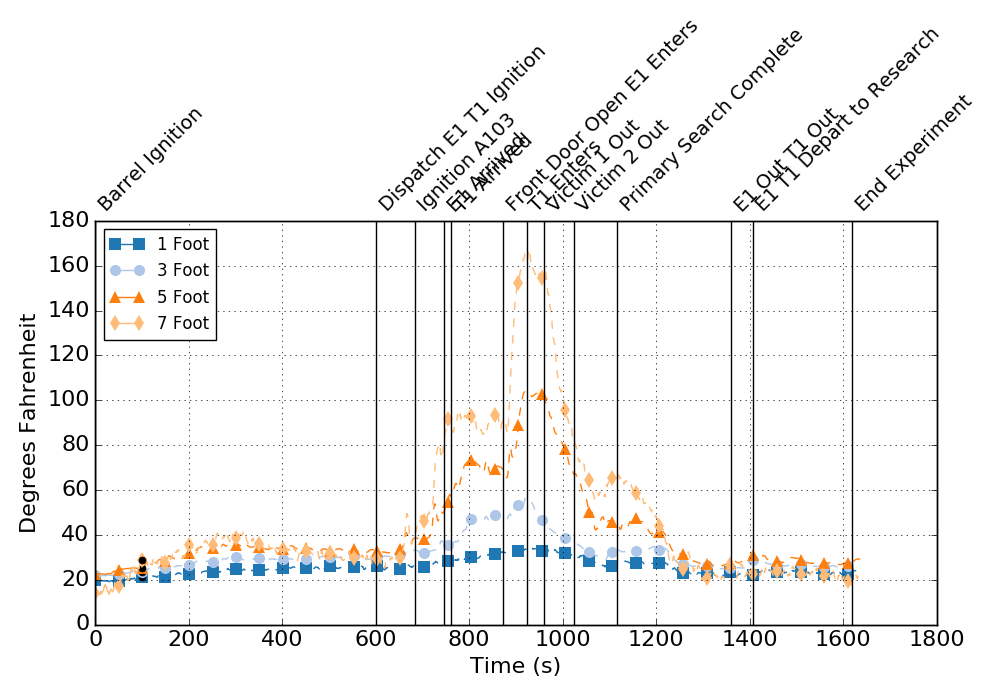 Barrel Ignition
Dispatch E1 T1 Ignition
Ignition A103
E1 Arrived
T1 Arrived
Front Door Open E1 Enters
T1 Enters
Victim 1 Out
Victim 2 Out
Primary Search Complete
E1 Out T1 Out
E1 T1 Depart to Research
End Experiment
180
160
140
120
100
80
60
40
20
0
Degrees Fahrenheit
1 Foot
3 Foot
5 Foot
7 Foot
0 200 400 600 800 1000 1200 1400 1600 1800
Time (s)